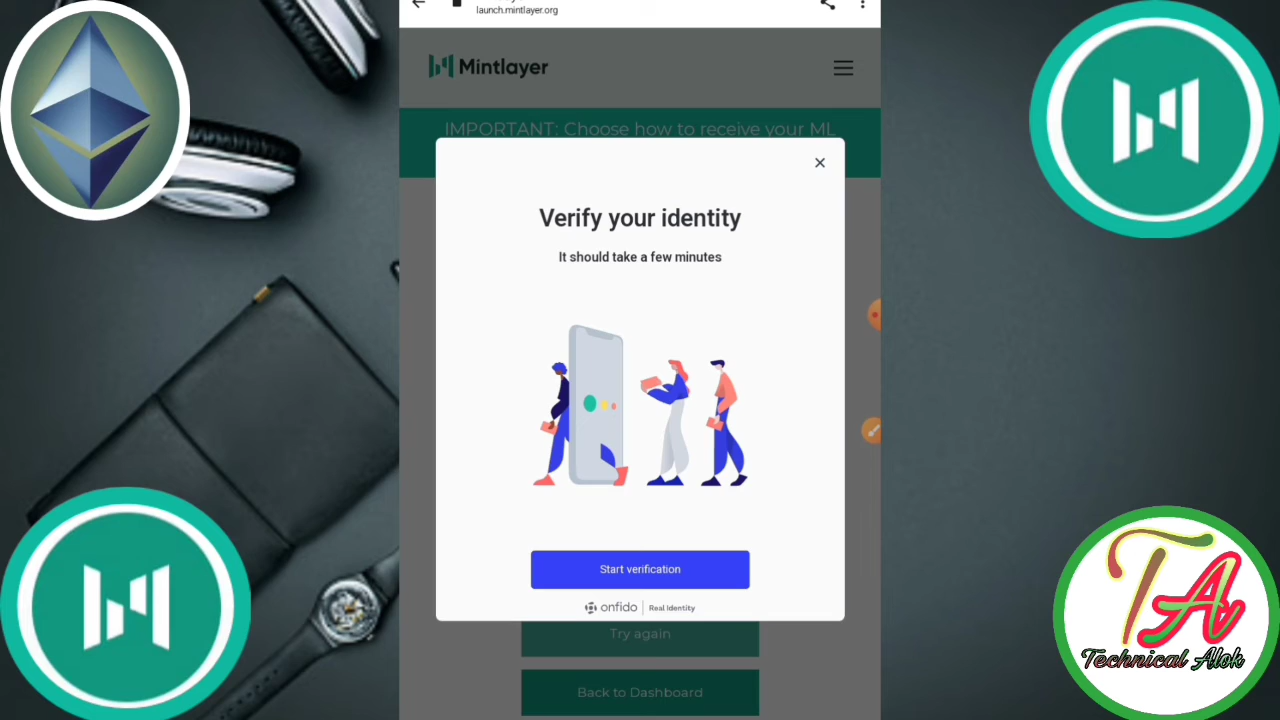 launch.mintlayer.org
Mintlayer
IMPORTANT: Choose how to receive your ML
Verify your identity
It should take a few minutes
Start verification
onfido
Real Identity
Try again
Back to Dashboard
TA
Technical Alok